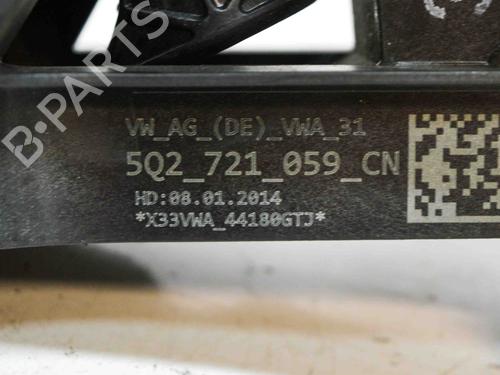 B-PARTS
VW_AG_(DE)_VWA_31
5Q2_721_059_CN
HD:08.01.2014
*X33VWA_44180GTJ*